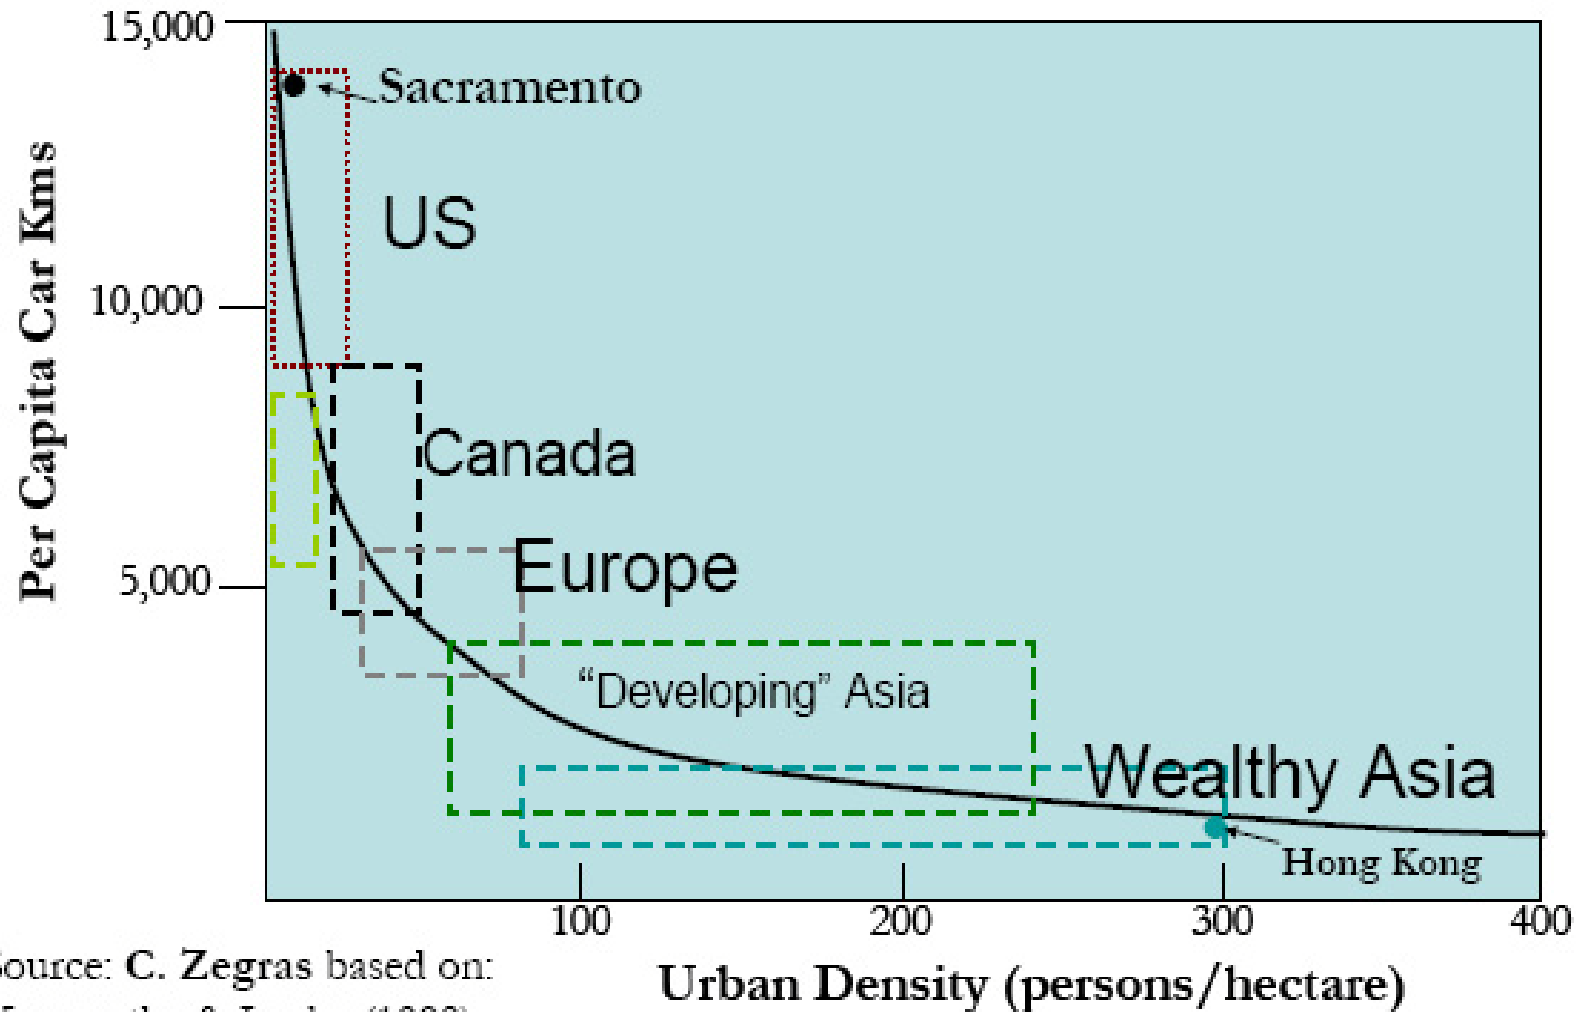 15,000
Sacramento
US
10,000
Per Capita Car Kms
Canada
Europe
5,000
“Developing” Asia
Wealthy Asia
Hong Kong
100
200
300
400
Source: C. Zegras based on:
Urban Density (persons/hectare)